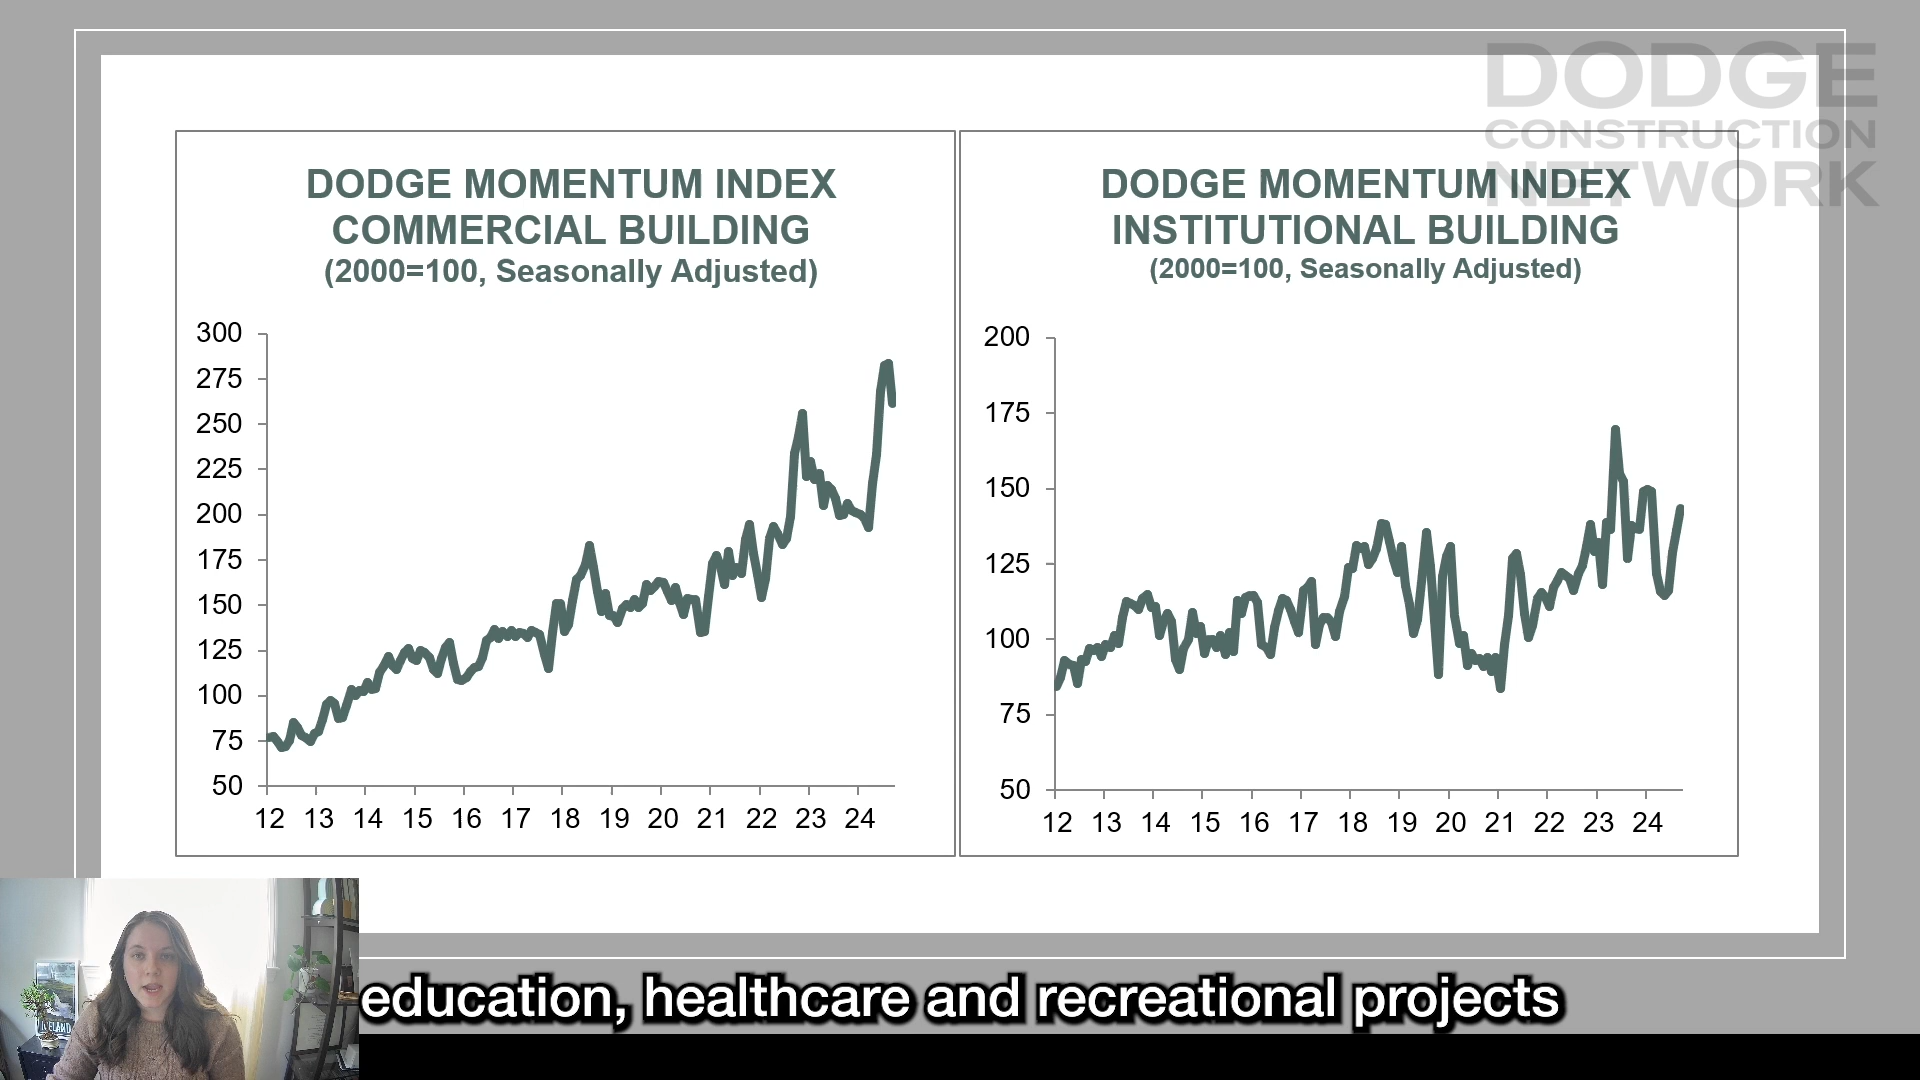 DODGE
CONSTRUCTION
NETWORK
DODGE MOMENTUM INDEX
COMMERCIAL BUILDING
(2000=100, Seasonally Adjusted)
300
275
250
225
200
175
150
125
100
75
50
12 13 14 15 16 17 18 19 20 21 22 23 24
DODGE MOMENTUM INDEX
INSTITUTIONAL BUILDING
(2000=100, Seasonally Adjusted)
200
175
150
125
100
75
50
12 13 14 15 16 17 18 19 20 21 22 23 24
education, healthcare and recreational projects